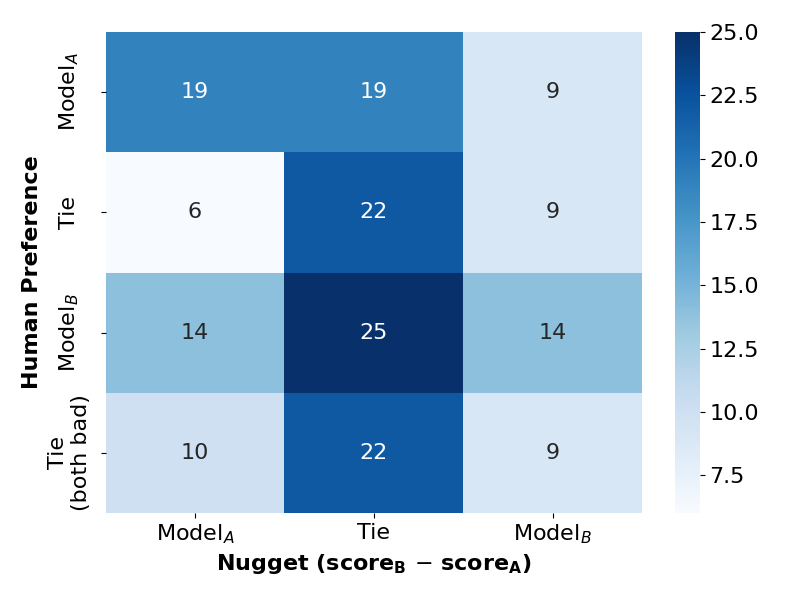 Human Preference
Model_A
Tie
Model_B
Tie
(both bad)
19 19 9
6 22 9
14 25 14
10 22 9
Model_A Tie Model_B
Nugget (score_B − score_A)
25.0
22.5
20.0
17.5
15.0
12.5
10.0
7.5